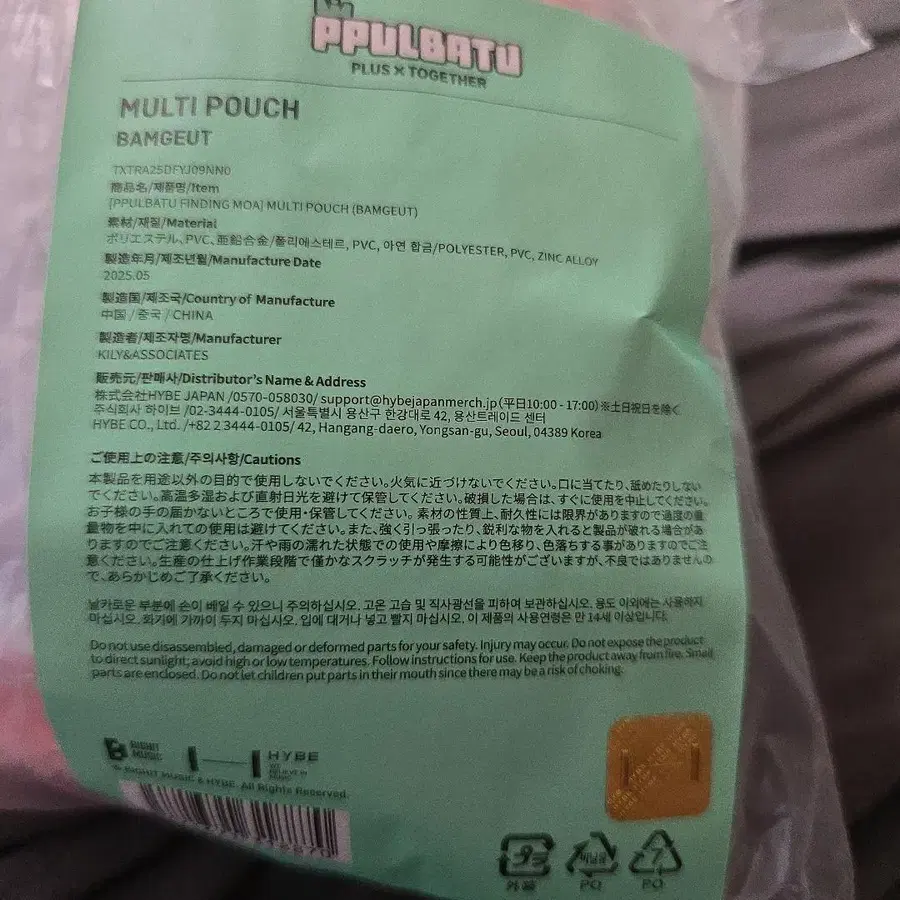 PPULBATU
PLUS X TOGETHER
MULTI POUCH
BAMGEUT
TXTRA25DFYJ09NN0
商品名/제품명/Item
[PPULBATU FINDING MOA] MULTI POUCH (BAMGEUT)
素材/재질/Material
ポリエステル、PVC、亜鉛合金/폴리에스테르, PVC, 아연 합금/POLYESTER, PVC, ZINC ALLOY
製造年月/제조년월/Manufacture Date
2025.05
製造国/제조국/Country of Manufacture
中国 / 중국 / CHINA
製造者/제조자명/Manufacturer
KILY&ASSOCIATES
販売元/판매사/Distributor's Name & Address
株式会社HYBE JAPAN /0570-058030/ support@hybejapanmerch.jp (平日10:00 - 17:00) ※土日祝日を除く
주식회사 하이브 /02-3444-0105/ 서울특별시 용산구 한강대로 42, 용산트레이드 센터
HYBE CO., Ltd. /+82 2 3444-0105/ 42, Hangang-daero, Yongsan-gu, Seoul, 04389 Korea
ご使用上の注意/주의사항/Cautions
本製品を用途以外の目的で使用しないでください。火気に近づけないでください。口に当てたり、舐めたりしない
でください。高温多湿および直射日光を避けて保管してください。破損した場合は、すぐに使用を中止してください。
お子様の手の届かないところで使用・保管してください。 素材の性質上、耐久性には限界がありますので過度の重
量物を中に入れての使用は避けてください。また、強く引っ張ったり、鋭利な物を入れると製品が破れる場合があ
りますのでご注意ください。汗や雨の濡れた状態での使用や摩擦により色移り、色落ちする事がありますのでご注
意ください。生産の仕上げ作業段階で僅かなスクラッチが発生する可能性がございますが、不良ではありませんの
で、あらかじめご了承ください。
날카로운 부분에 손이 베일 수 있으니 주의하십시오. 고온 고습 및 직사광선을 피하여 보관하십시오. 용도 이외에는 사용하지
마십시오. 화기에 가까이 두지 마십시오. 입에 대거나 넣고 빨지 마십시오. 이 제품의 사용연령은 만 14세 이상입니다.
Do not use disassembled, damaged or deformed parts for your safety. Injury may occur. Do not expose the product
to direct sunlight; avoid high or low temperatures. Follow instructions for use. Keep the product away from fire. Small
parts are enclosed. Do not let children put parts in their mouth since there may be a risk of choking.
BIGHIT
MUSIC
HYBE
WE
BELIEVE IN
MUSIC
© BIGHIT MUSIC & HYBE. All Rights Reserved.
外装
비닐류
PO
7
PO